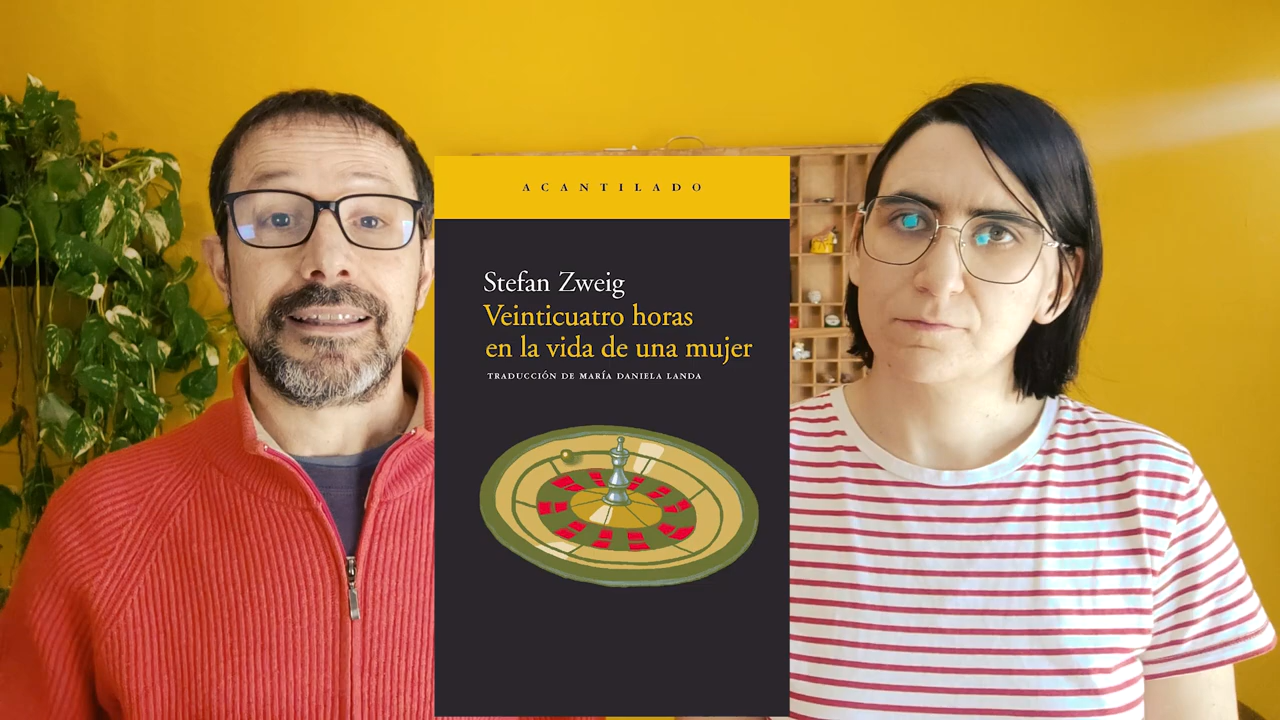 ACANTILADO
Stefan Zweig
Veinticuatro horas
en la vida de una mujer
TRADUCCIÓN DE MARÍA DANIELA LANDA